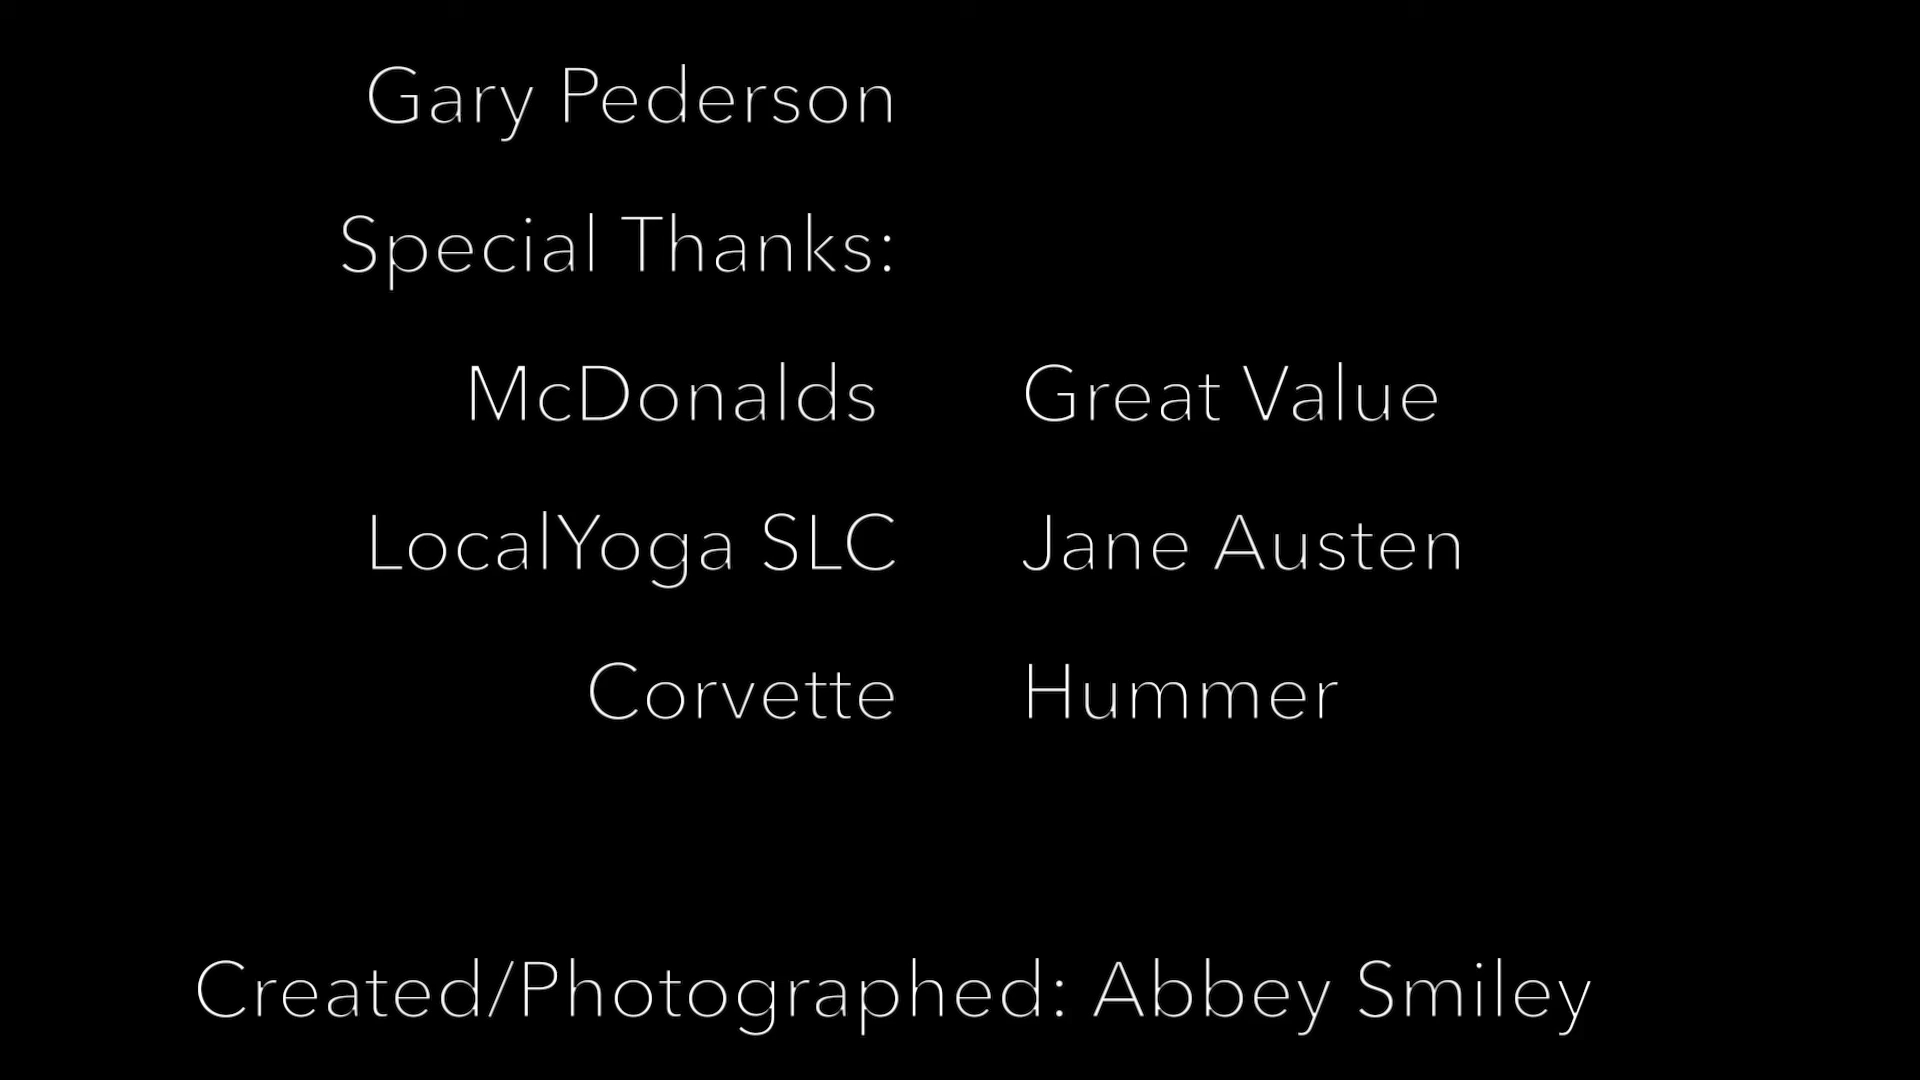 Gary Pederson
Special Thanks:
McDonalds Great Value
LocalYoga SLC Jane Austen
Corvette Hummer
Created/Photographed: Abbey Smiley